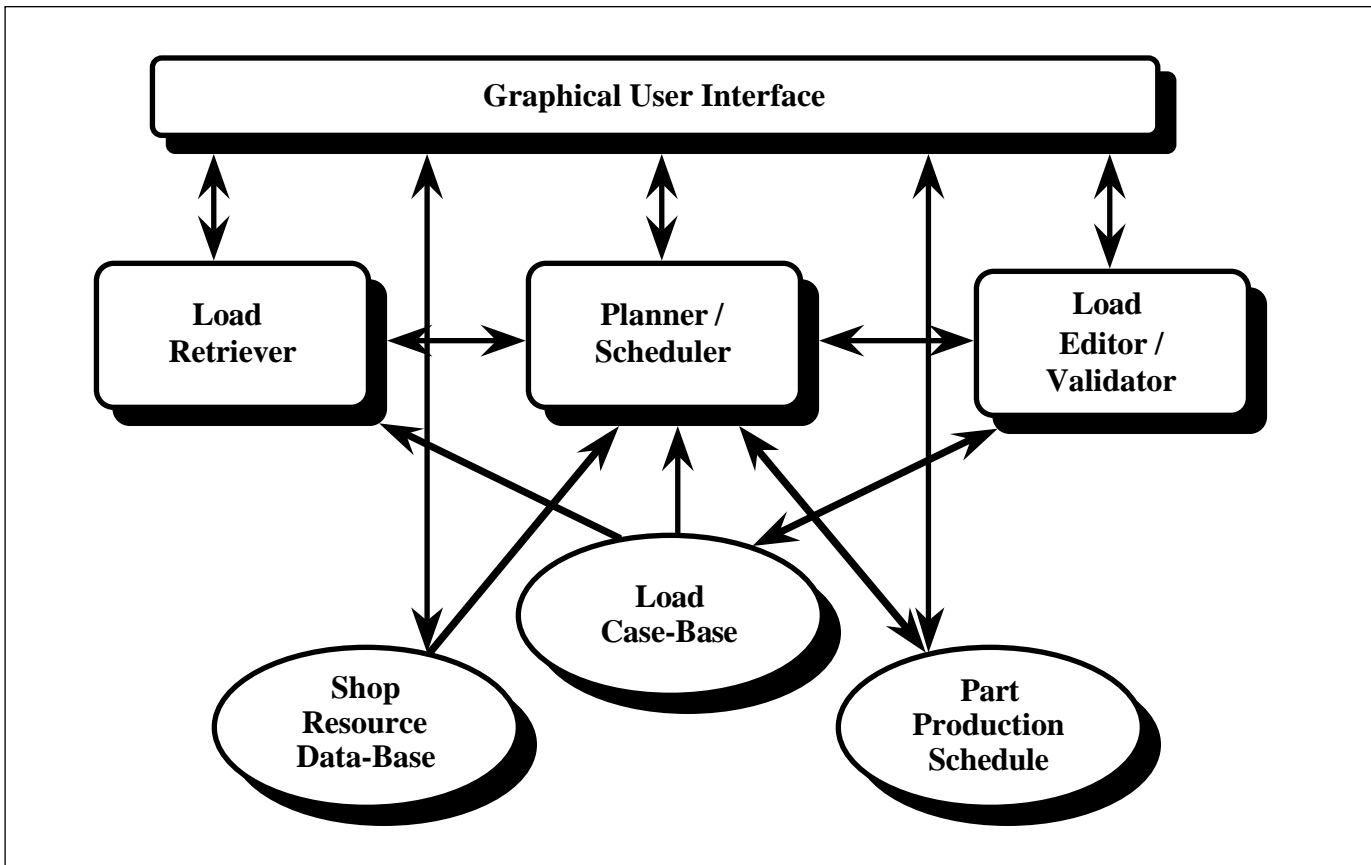 Graphical User Interface
Load
Retriever
Planner /
Scheduler
Load
Editor /
Validator
Load
Case-Base
Shop
Resource
Data-Base
Part
Production
Schedule